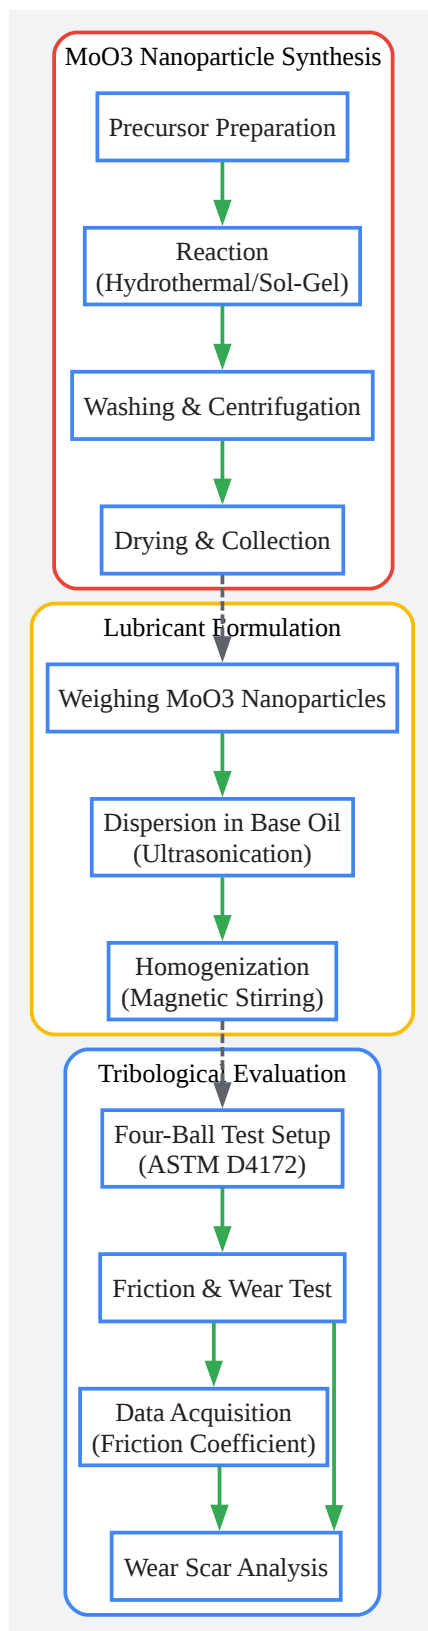 MoO3 Nanoparticle Synthesis
Precursor Preparation
Reaction
(Hydrothermal/Sol-Gel)
Washing & Centrifugation
Drying & Collection
Lubricant Formulation
Weighing MoO3 Nanoparticles
Dispersion in Base Oil
(Ultrasonication)
Homogenization
(Magnetic Stirring)
Tribological Evaluation
Four-Ball Test Setup
(ASTM D4172)
Friction & Wear Test
Data Acquisition
(Friction Coefficient)
Wear Scar Analysis